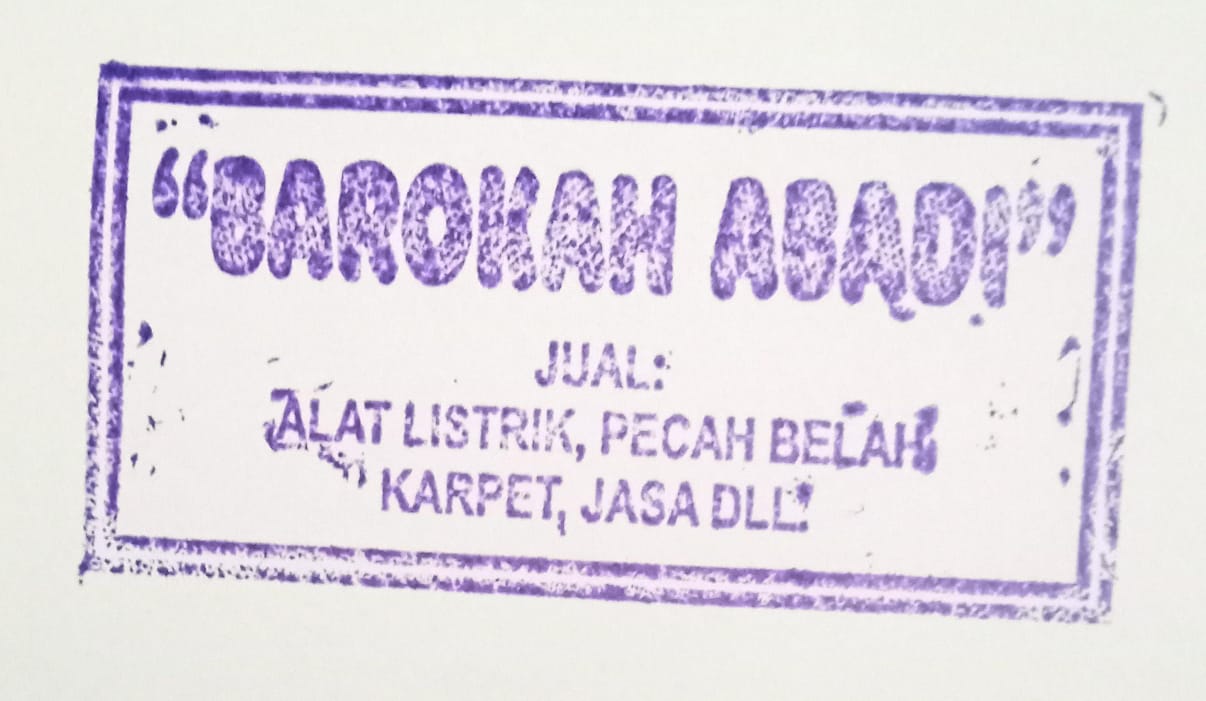 “BAROKAH ABADI”
JUAL:
ALAT LISTRIK, PECAH BELAH,
KARPET, JASA DLL.